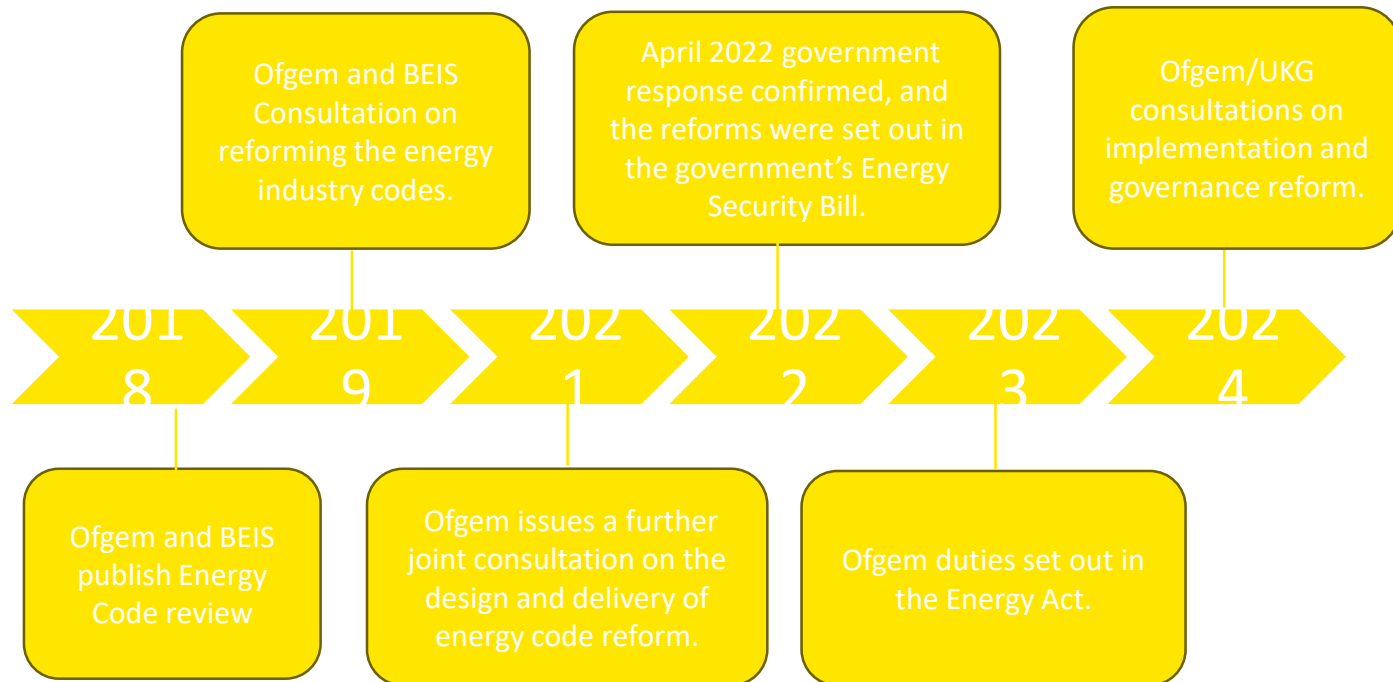 Ofgem and BEIS
Consultation on
reforming the energy
industry codes.
April 2022 government
response confirmed, and
the reforms were set out in
the government's Energy
Security Bill.
Ofgem/UKG
consultations on
implementation and
governance reform.
201
8
201
9
202
1
202
2
202
3
202
4
Ofgem and BEIS
publish Energy
Code review
Ofgem issues a further
joint consultation on the
design and delivery of
energy code reform.
Ofgem duties set out in
the Energy Act.